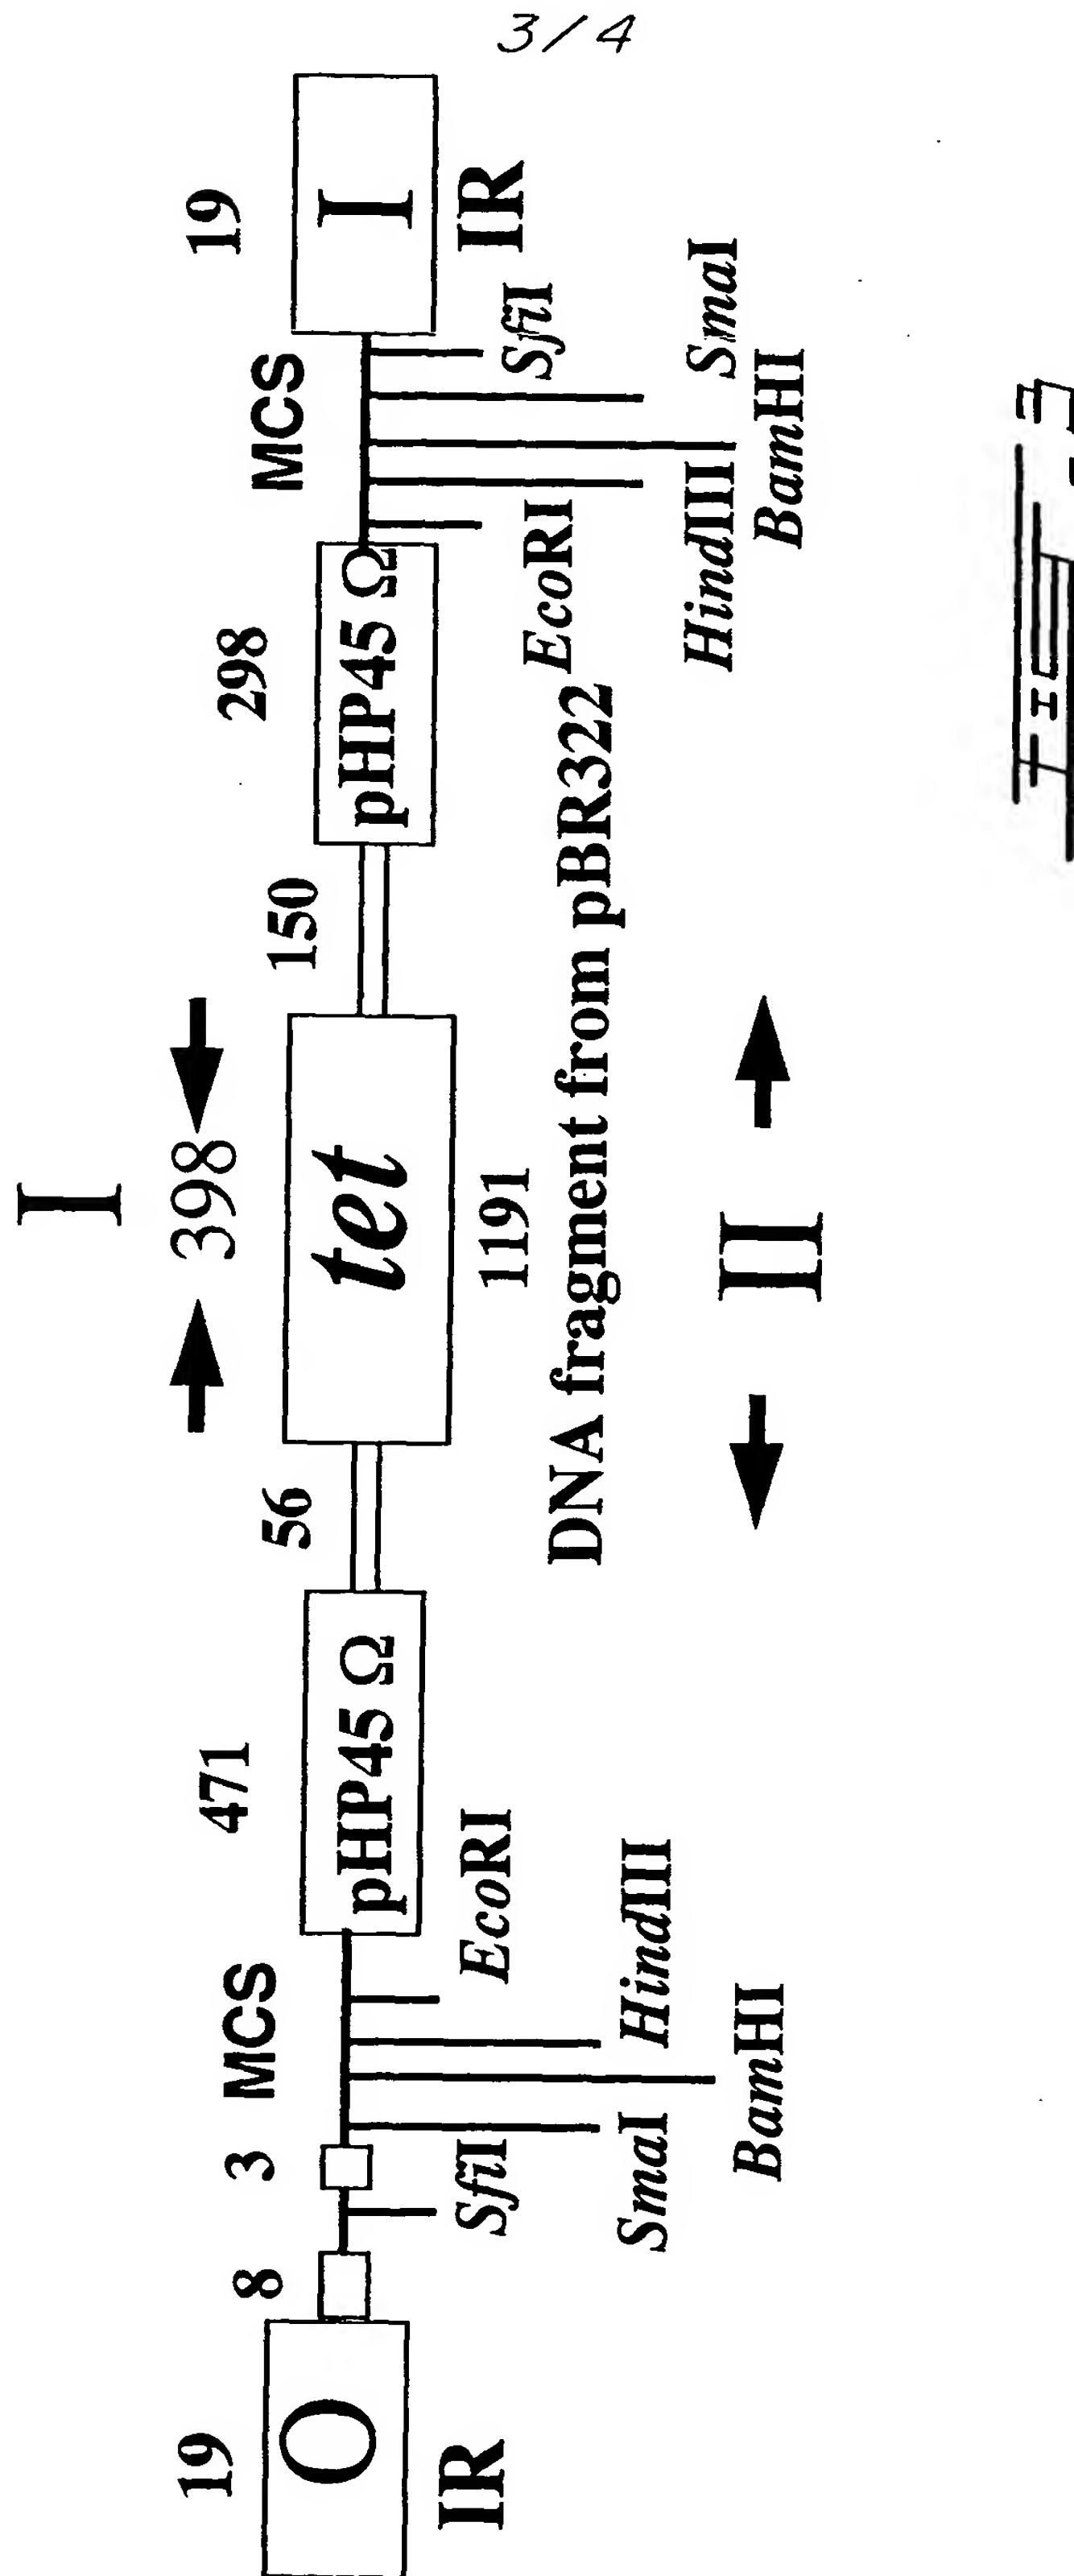 3/4
I
398
19 8 3 MCS 471 56 150 298 MCS 19
O pHP45 Ω tet pHP45 Ω I
IR SfiI EcoRI 1191 EcoRI SfiI IR
DNA fragment from pBR322
SmaI HindIII HindIII SmaI
BamHI II BamHI